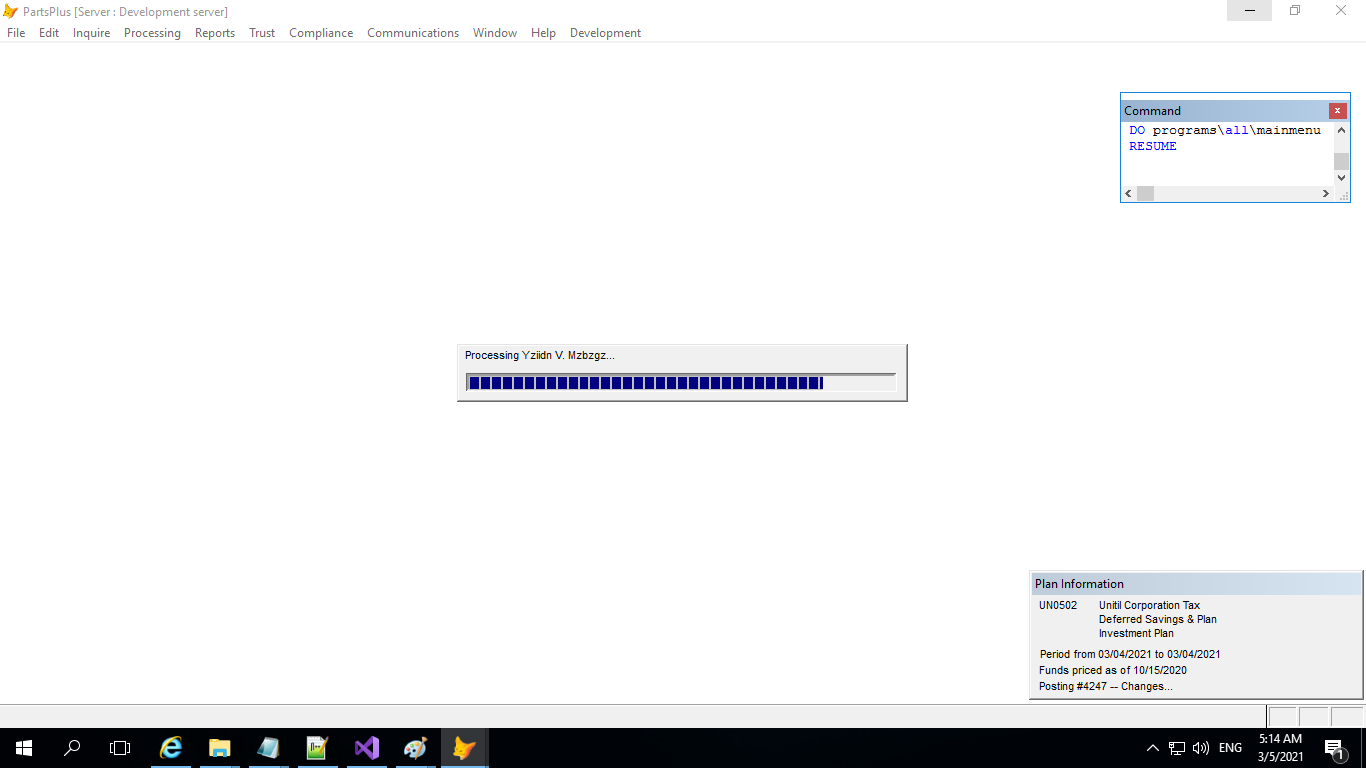 PartsPlus [Server : Development server]
File Edit Inquire Processing Reports Trust Compliance Communications Window Help Development
Command
x
DO programs\all\mainmenu
RESUME
Processing Yziidn V. Mzbzgz...
Plan Information
UN0502 Unitil Corporation Tax
Deferred Savings & Plan
Investment Plan
Period from 03/04/2021 to 03/04/2021
Funds priced as of 10/15/2020
Posting #4247 -- Changes...
ENG
5:14 AM
3/5/2021
1